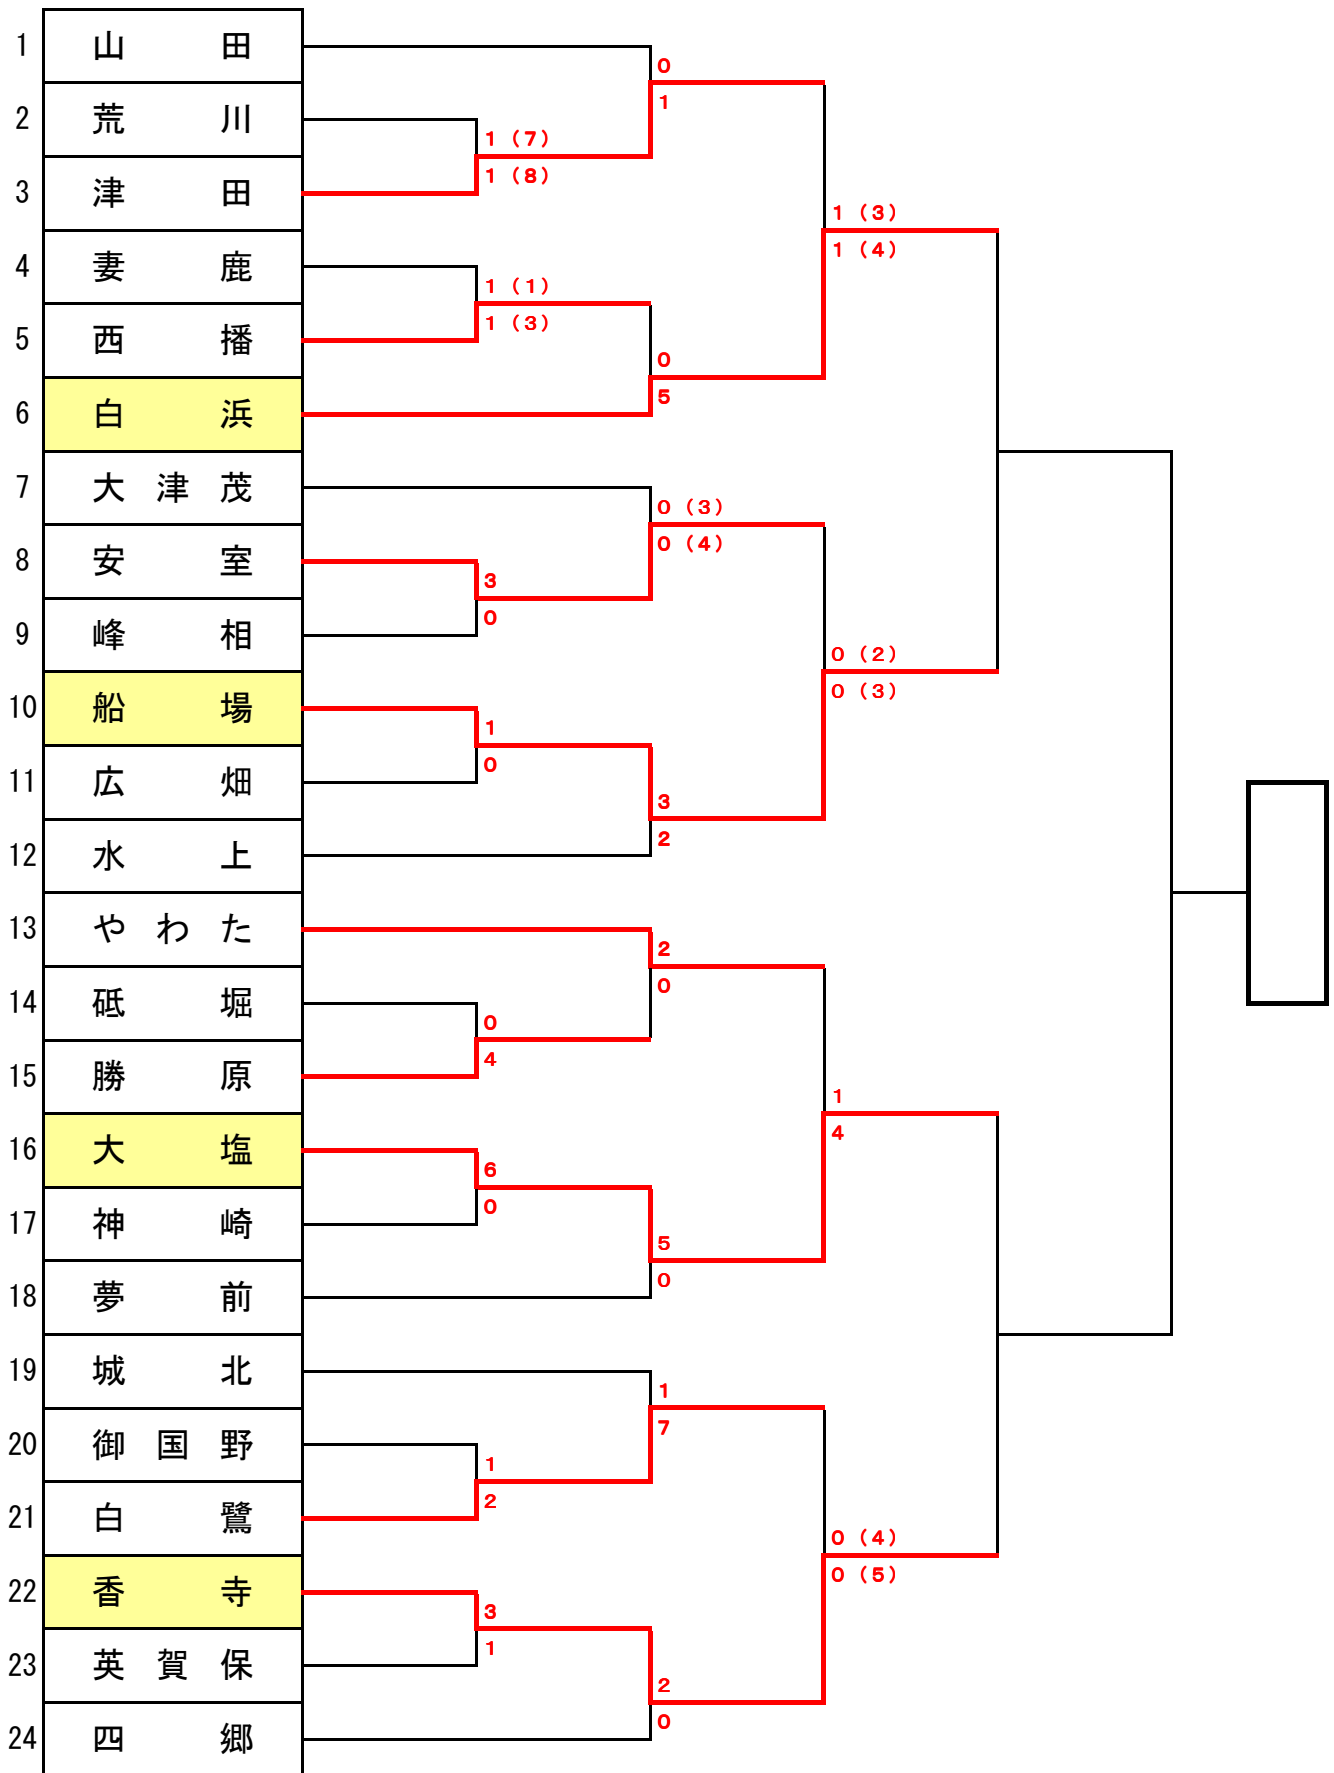 1 山田
0
1
2 荒川
1 (7)
1 (8)
3 津田
1 (3)
1 (4)
4 妻鹿
1 (1)
1 (3)
5 西播
0
5
6 白浜
7 大津茂
0 (3)
0 (4)
8 安室
3
0
9 峰相
0 (2)
0 (3)
10 船場
1
0
11 広畑
3
2
12 水上
13 やわた
2
0
14 砥堀
0
4
15 勝原
1
4
16 大塩
6
0
17 神崎
5
0
18 夢前
19 城北
1
7
20 御国野
1
2
21 白鷺
0 (4)
0 (5)
22 香寺
3
1
23 英賀保
2
0
24 四郷